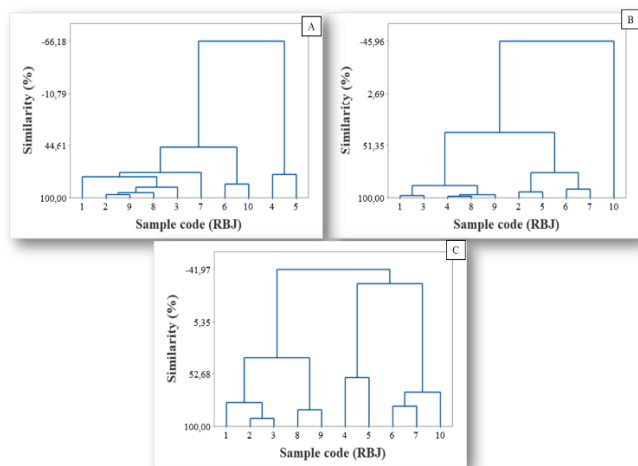 A
Similarity (%)
-66,18
-10,79
44,61
100,00
1 2 9 8 3 7 6 10 4 5
Sample code (RBJ)
B
Similarity (%)
-45,96
2,69
51,35
100,00
1 3 4 8 9 2 5 6 7 10
Sample code (RBJ)
C
Similarity (%)
-41,97
5,35
52,68
100,00
1 2 3 8 9 4 5 6 7 10
Sample code (RBJ)